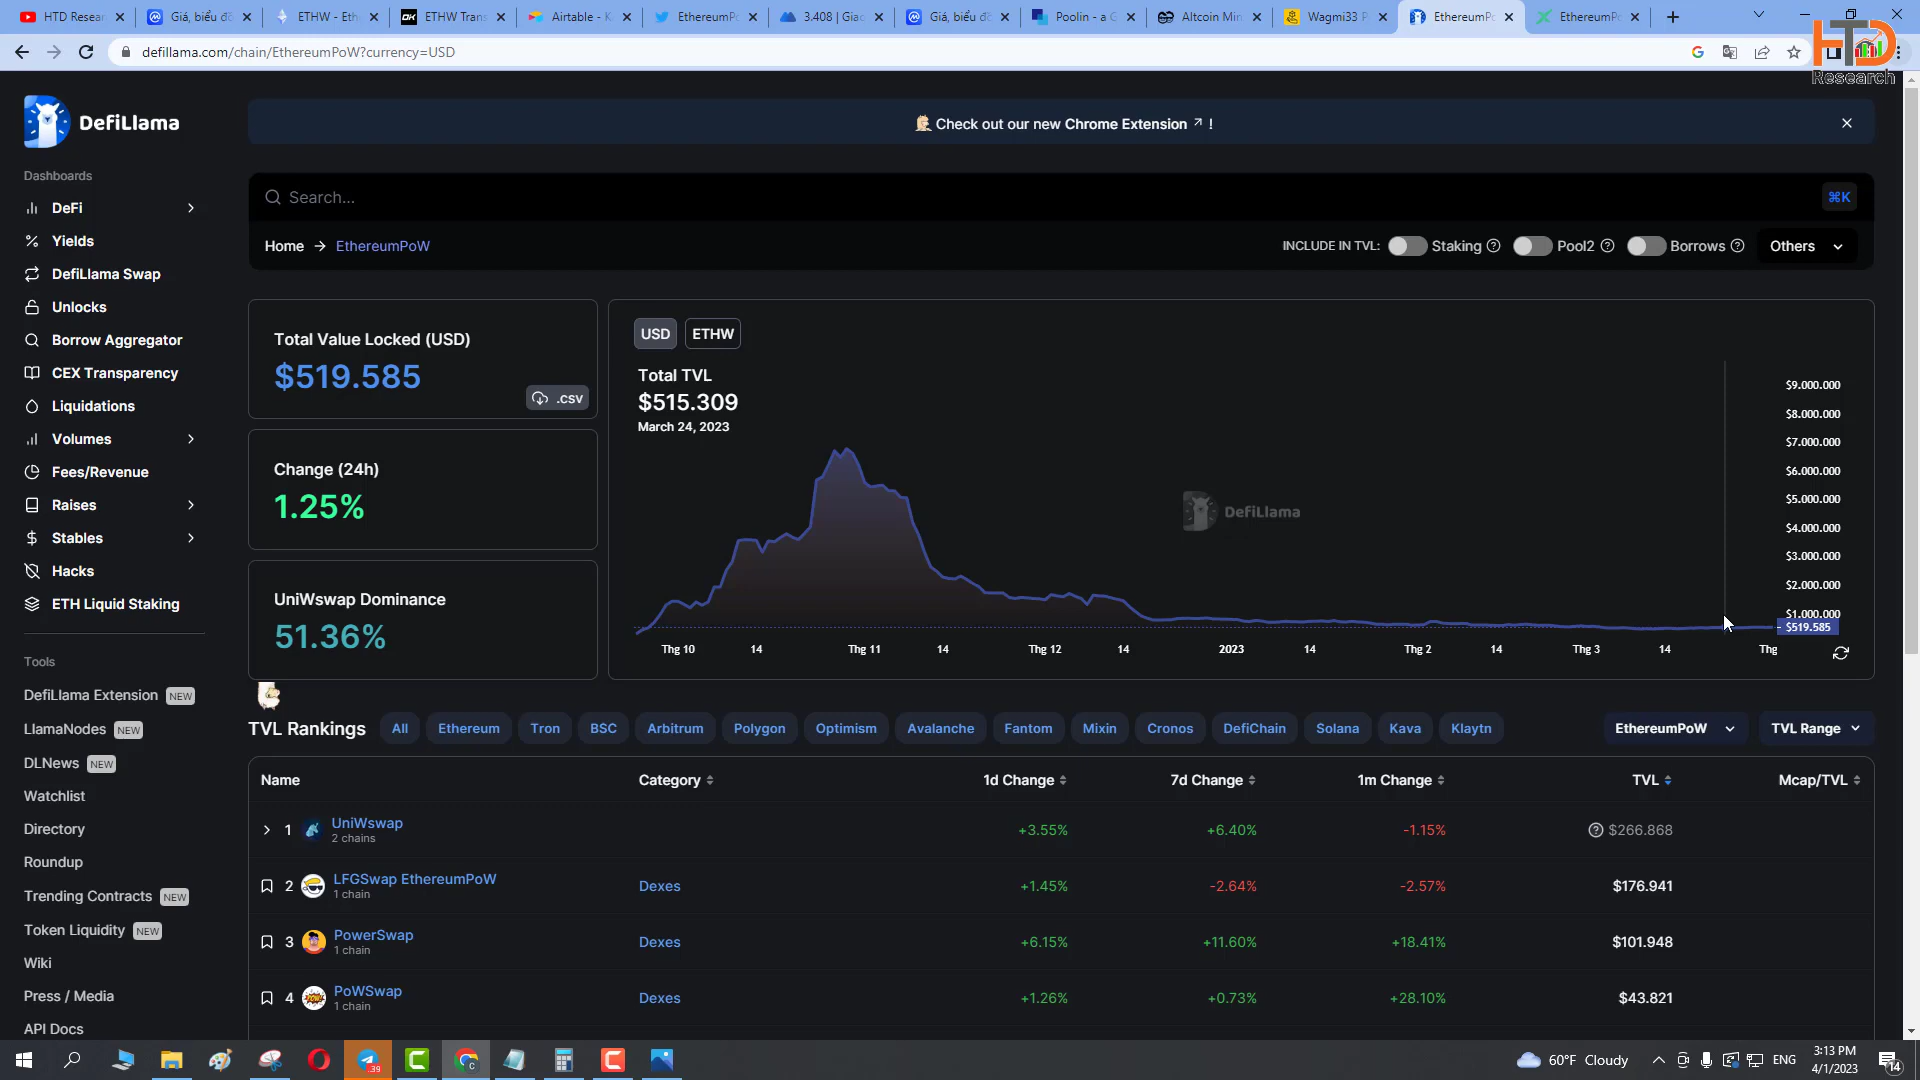 HTD Resear
Giá, biểu đồ
ETHW - Eth
ETHW Trans
Airtable - K
EthereumPo
3.408 | Giao
Giá, biểu đồ
Poolin - a G
Altcoin Min
Wagmi33 P
EthereumPo
EthereumPo
defillama.com/chain/EthereumPoW?currency=USD
HTD
Research
DefiLlama
Check out our new Chrome Extension ↗ !
Dashboards
DeFi
Yields
DefiLlama Swap
Unlocks
Borrow Aggregator
CEX Transparency
Liquidations
Volumes
Fees/Revenue
Raises
Stables
Hacks
ETH Liquid Staking
Tools
DefiLlama Extension NEW
LlamaNodes NEW
DLNews NEW
Watchlist
Directory
Roundup
Trending Contracts NEW
Token Liquidity NEW
Wiki
Press / Media
API Docs
Search...
⌘K
Home → EthereumPoW
INCLUDE IN TVL: Staking Pool2 Borrows Others
Total Value Locked (USD)
$519.585
.csv
Change (24h)
1.25%
UniWswap Dominance
51.36%
USD ETHW
Total TVL
$515.309
March 24, 2023
DefiLlama
$9.000.000
$8.000.000
$7.000.000
$6.000.000
$5.000.000
$4.000.000
$3.000.000
$2.000.000
$1.000.000
$519.585
Thg 10 14 Thg 11 14 Thg 12 14 2023 14 Thg 2 14 Thg 3 14 Thg
TVL Rankings All Ethereum Tron BSC Arbitrum Polygon Optimism Avalanche Fantom Mixin Cronos DefiChain Solana Kava Klaytn EthereumPoW TVL Range
Name Category 1d Change 7d Change 1m Change TVL Mcap/TVL
1 UniWswap +3.55% +6.40% -1.15% $266.868
2 chains
2 LFGSwap EthereumPoW Dexes +1.45% -2.64% -2.57% $176.941
1 chain
3 PowerSwap Dexes +6.15% +11.60% +18.41% $101.948
1 chain
4 PoWSwap Dexes +1.26% +0.73% +28.10% $43.821
1 chain
39
60°F Cloudy
ENG
3:13 PM
4/1/2023
14